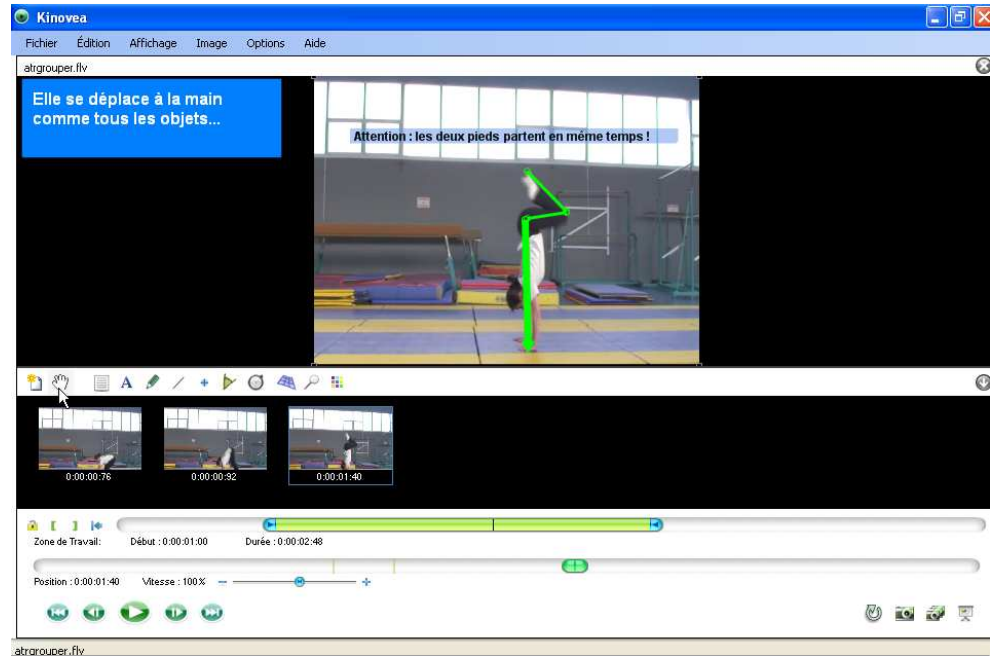 Kinovea
Fichier Édition Affichage Image Options Aide
atrgrouper.flv
Elle se déplace à la main
comme tous les objets...
Attention : les deux pieds partent en même temps !
A
0:00:00:76 0:00:00:92 0:00:01:40
Zone de Travail: Début : 0:00:01:00 Durée : 0:00:02:48
Position : 0:00:01:40 Vitesse : 100%
atrgrouper.flv